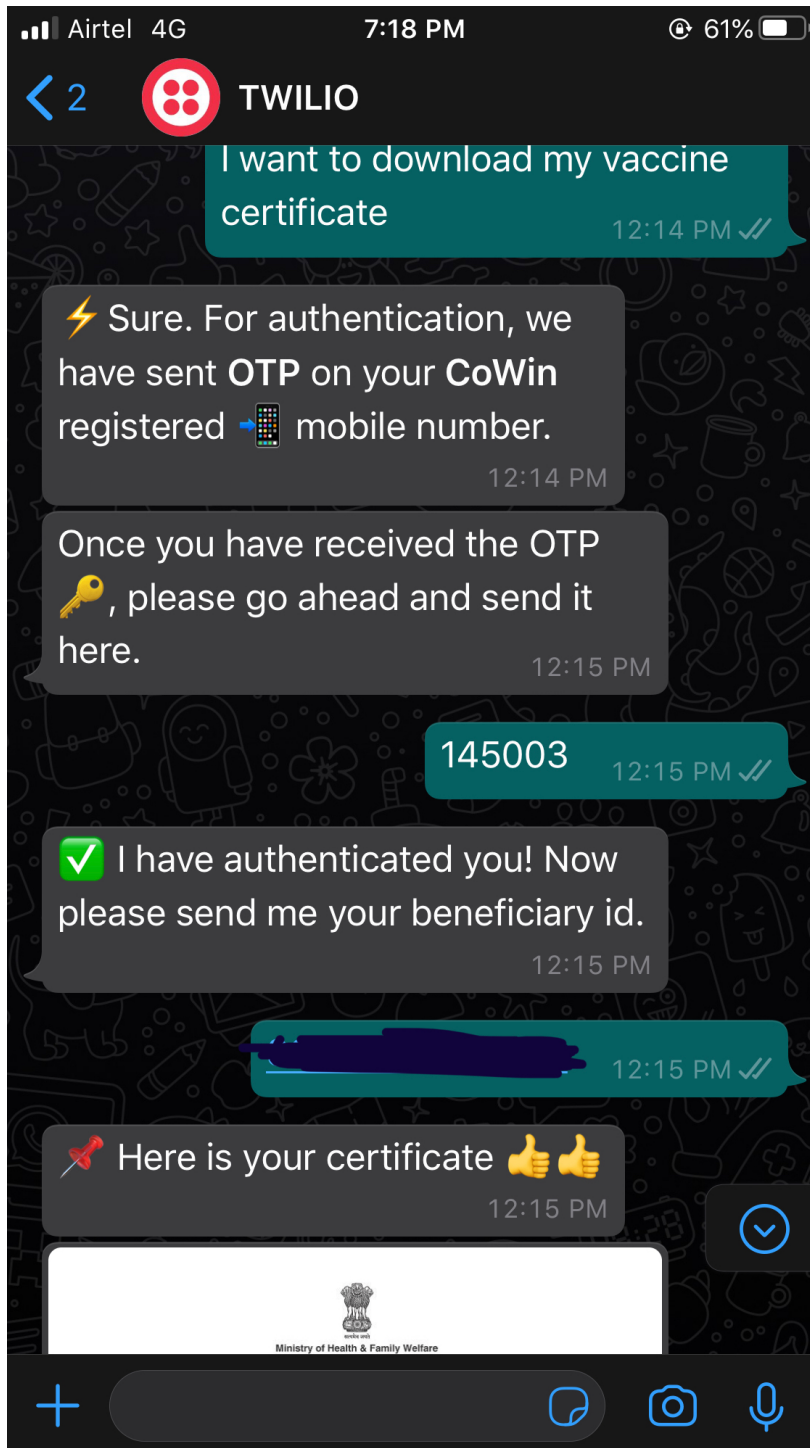 Airtel 4G 7:18 PM 61%
2 TWILIO
I want to download my vaccine
certificate
12:14 PM
⚡ Sure. For authentication, we
have sent OTP on your CoWin
registered 📲 mobile number.
12:14 PM
Once you have received the OTP
🔑, please go ahead and send it
here.
12:15 PM
145003 12:15 PM
✅ I have authenticated you! Now
please send me your beneficiary id.
12:15 PM
12:15 PM
📌 Here is your certificate 👍👍
12:15 PM
सत्यमेव जयते
Ministry of Health & Family Welfare